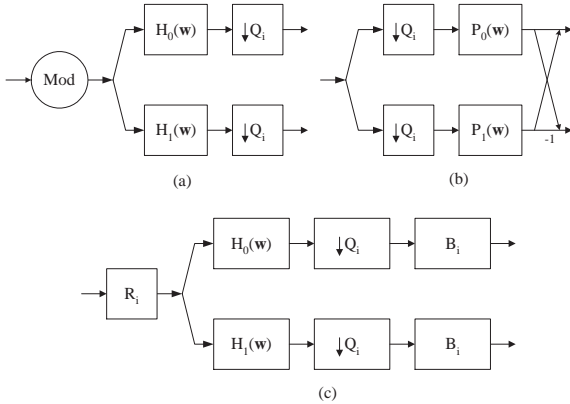 H0(w) ↓Qi ↓Qi P0(w)
Mod
H1(w) ↓Qi ↓Qi P1(w)
-1
(a) (b)
H0(w) ↓Qi Bi
Ri
H1(w) ↓Qi Bi
(c)